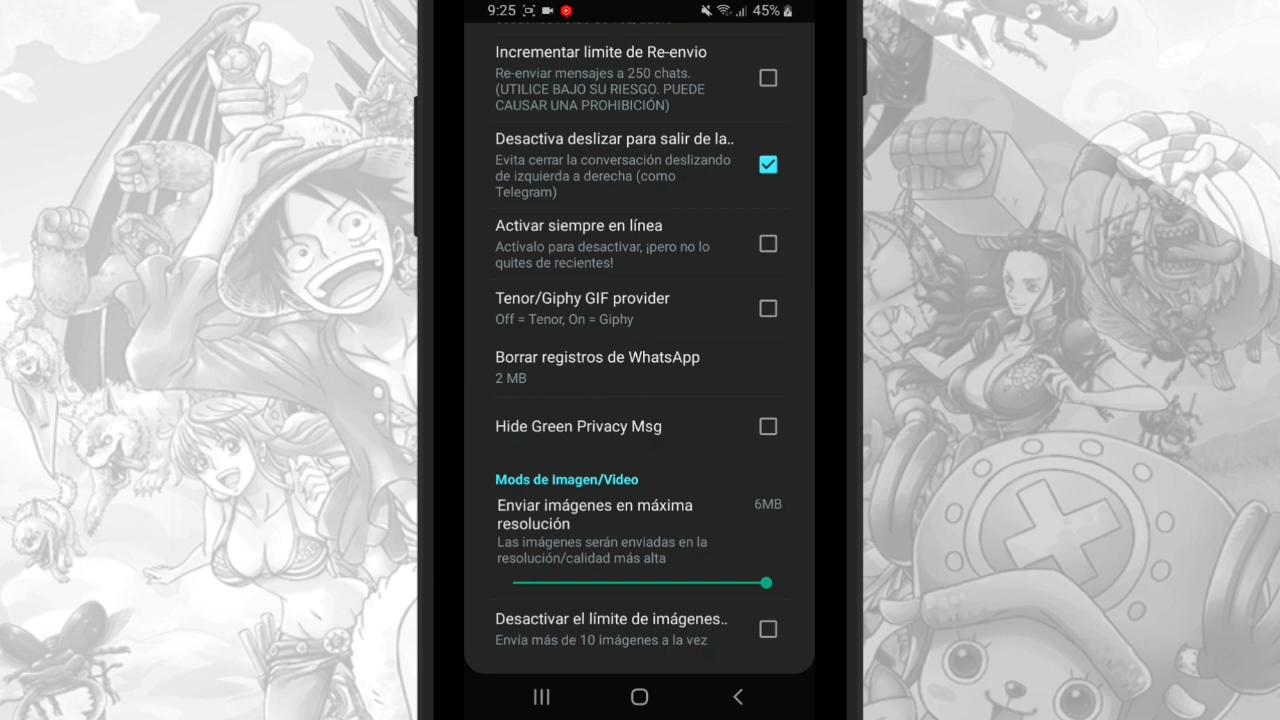 9:25
45%
Incrementar limite de Re-envio
Re-enviar mensajes a 250 chats.
(UTILICE BAJO SU RIESGO. PUEDE
CAUSAR UNA PROHIBICIÓN)
Desactiva deslizar para salir de la..
Evita cerrar la conversación deslizando
de izquierda a derecha (como
Telegram)
Activar siempre en línea
Actívalo para desactivar, ¡pero no lo
quites de recientes!
Tenor/Giphy GIF provider
Off = Tenor, On = Giphy
Borrar registros de WhatsApp
2 MB
Hide Green Privacy Msg
Mods de Imagen/Video
Enviar imágenes en máxima
resolución
6MB
Las imágenes serán enviadas en la
resolución/calidad más alta
Desactivar el límite de imágenes..
Envía más de 10 imágenes a la vez